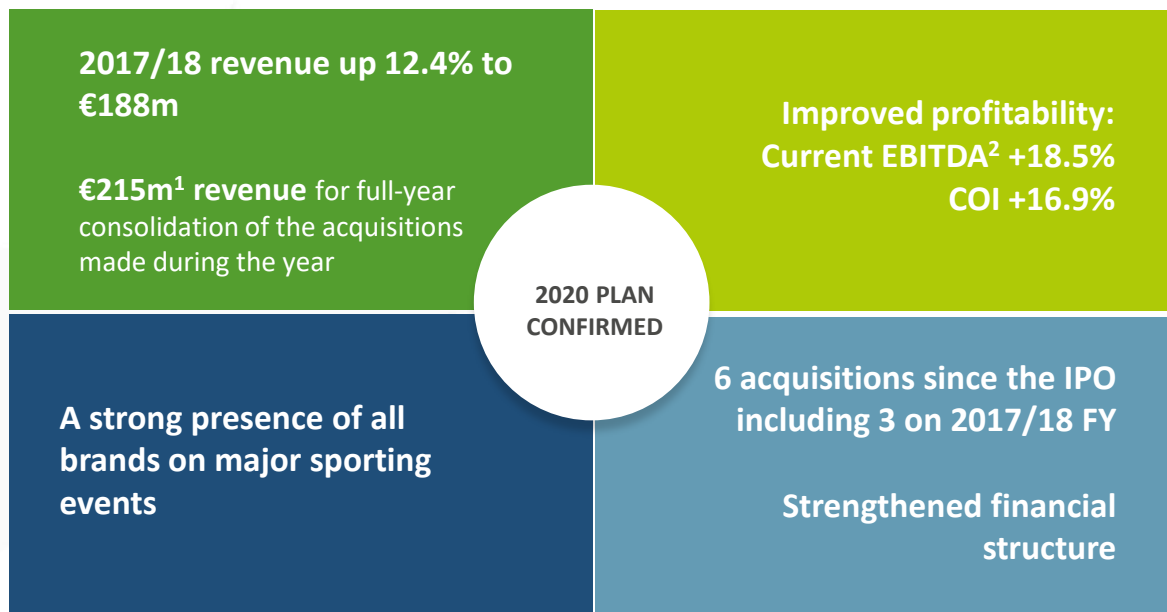 2017/18 revenue up 12.4% to
€188m
€215m¹ revenue for full-year
consolidation of the acquisitions
made during the year
Improved profitability:
Current EBITDA² +18.5%
COI +16.9%
2020 PLAN
CONFIRMED
A strong presence of all
brands on major sporting
events
6 acquisitions since the IPO
including 3 on 2017/18 FY
Strengthened financial
structure